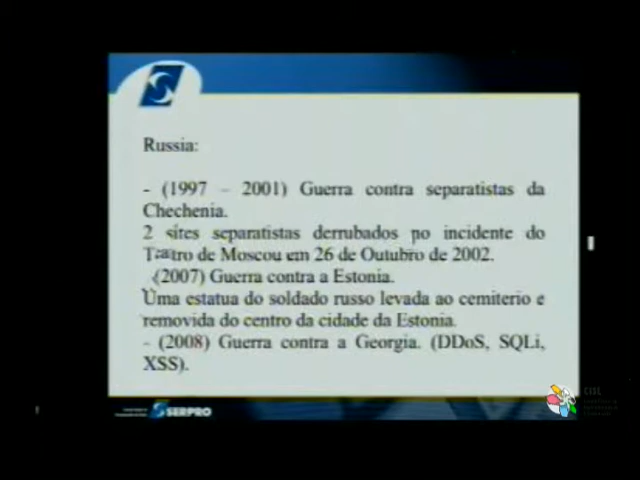 Russia:
- (1997 - 2001) Guerra contra separatistas da
Chechenia.
2 sites separatistas derrubados no incidente do
Teatro de Moscou em 26 de Outubro de 2002.
-(2007) Guerra contra a Estonia.
Uma estatua do soldado russo levada ao cemiterio e
removida do centro da cidade da Estonia.
- (2008) Guerra contra a Georgia. (DDoS, SQLi,
XSS).
SERPRO